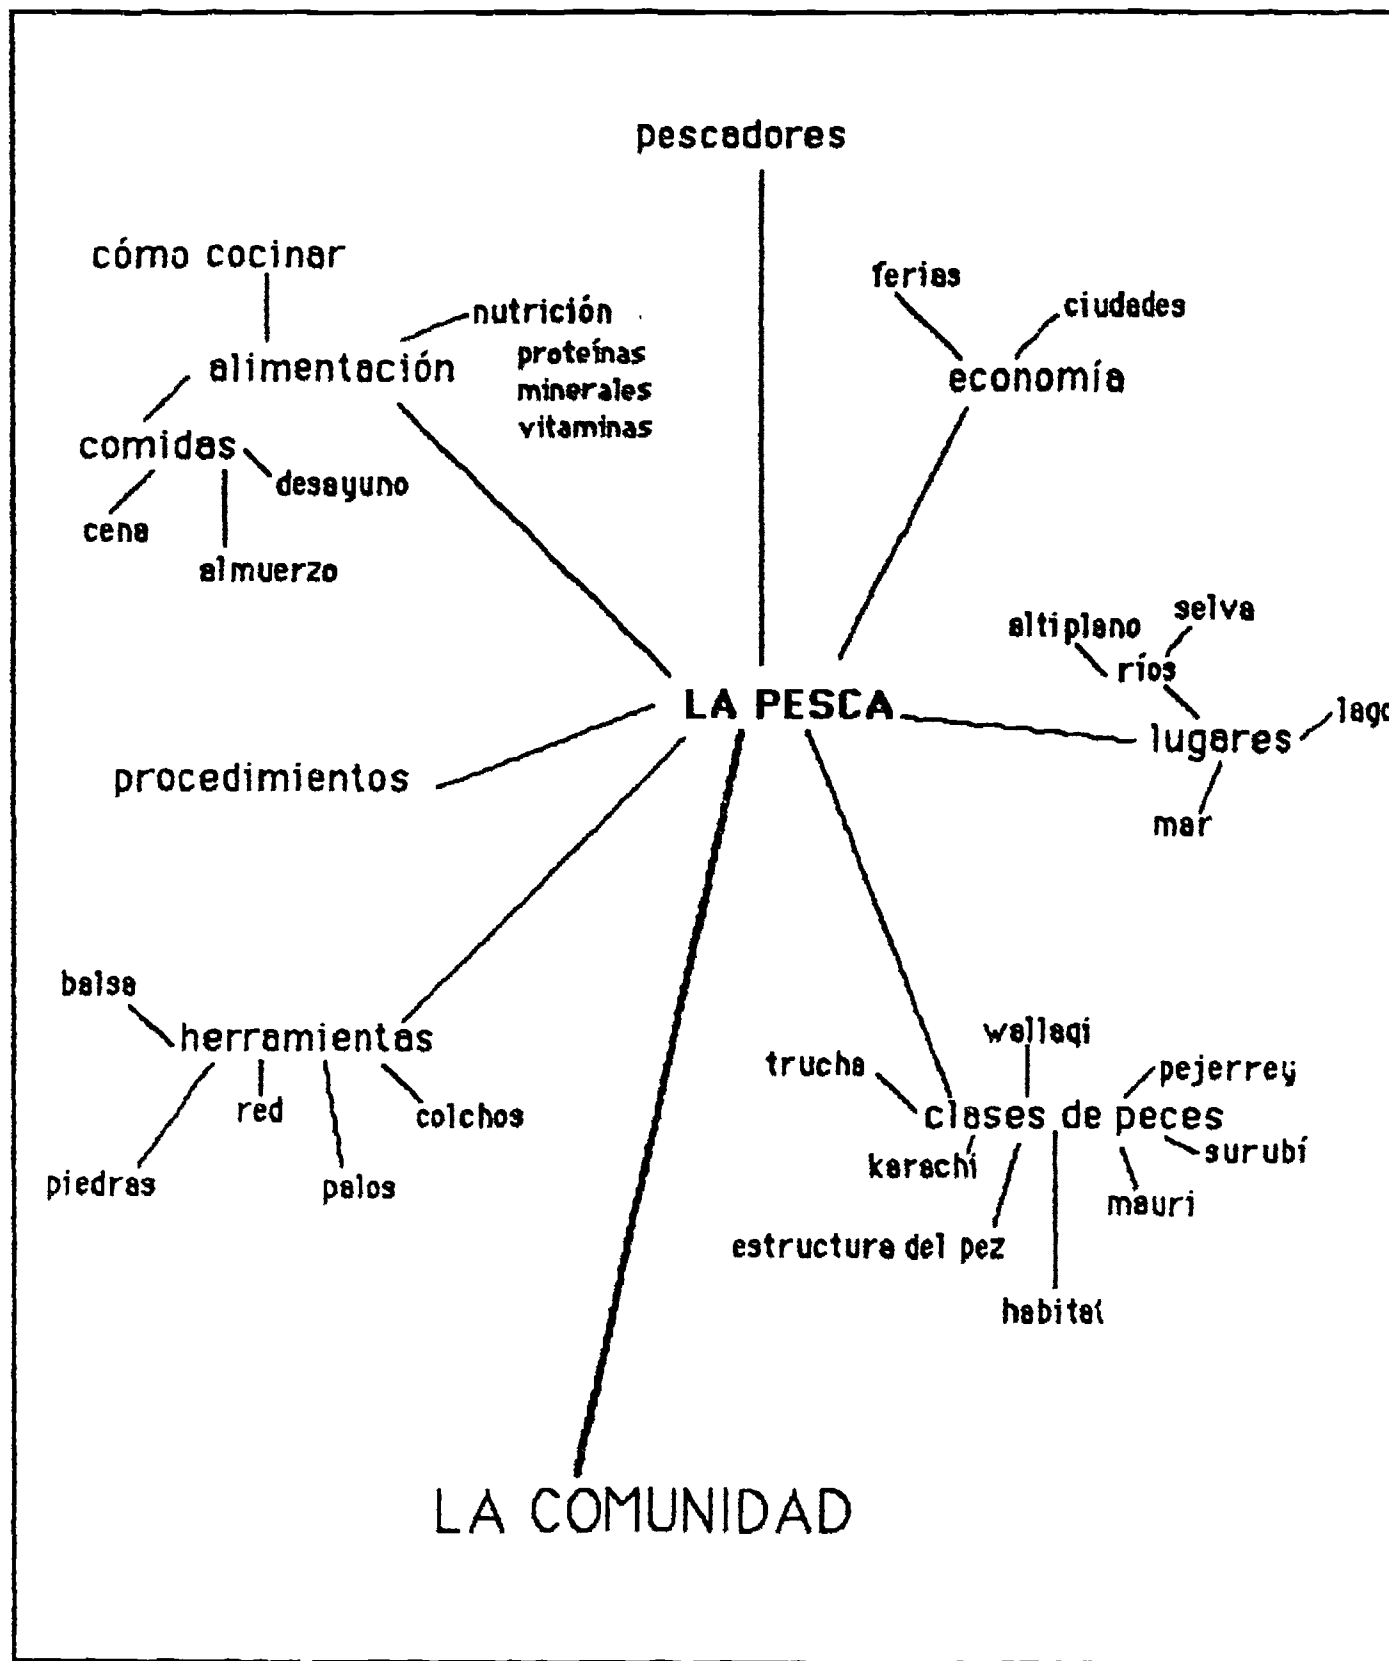 pescadores
cómo cocinar
ferias
ciudades
nutrición
proteínas
minerales
vitaminas
alimentación
economía
comidas
desayuno
cena
almuerzo
selva
altiplano
ríos
LA PESCA
lago
lugares
procedimientos
mar
balsa
herramientas
wallaqi
trucha
pejerrey
red
colchos
clases de peces
surubí
karachi
piedras
palos
mauri
estructura del pez
habitat
LA COMUNIDAD